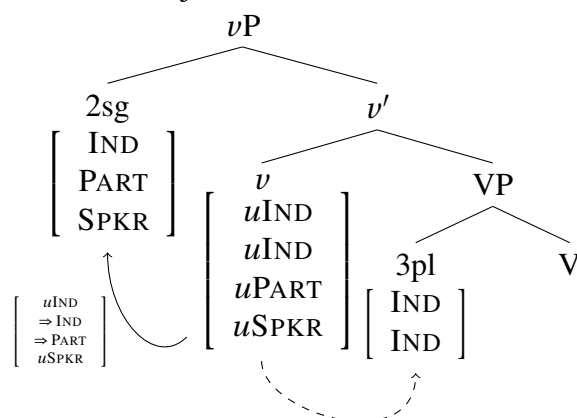 vP
2sg
IND
PART
SPKR
v′
v
uIND
uIND
uPART
uSPKR
VP
3pl
IND
IND
V
uIND
⇒ IND
⇒ PART
uSPKR